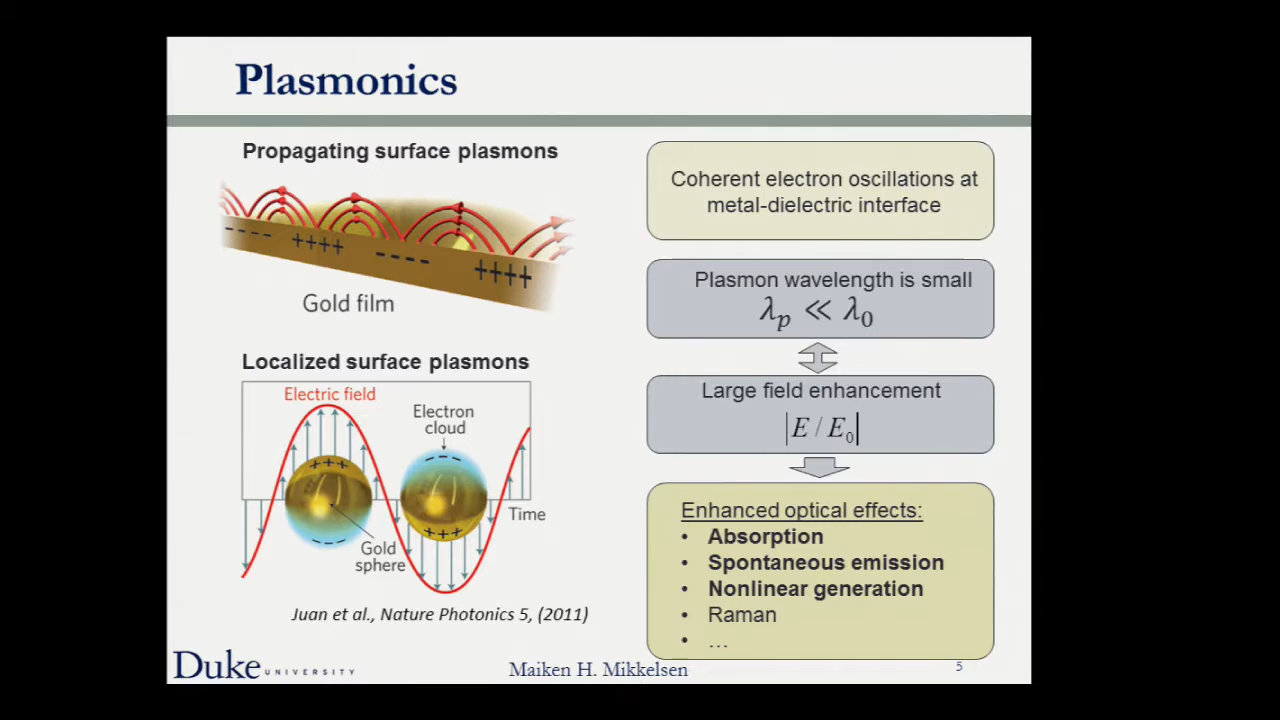 Plasmonics
Propagating surface plasmons
- - - -
++++
- - - -
++++
Gold film
Localized surface plasmons
Electric field
Electron
cloud
+++
- - -
- - -
+++
Time
Gold
sphere
Juan et al., Nature Photonics 5, (2011)
Coherent electron oscillations at
metal-dielectric interface
Plasmon wavelength is small
λp ≪ λ0
Large field enhancement
|E / E0|
Enhanced optical effects:
• Absorption
• Spontaneous emission
• Nonlinear generation
• Raman
• …
Duke UNIVERSITY
Maiken H. Mikkelsen
5